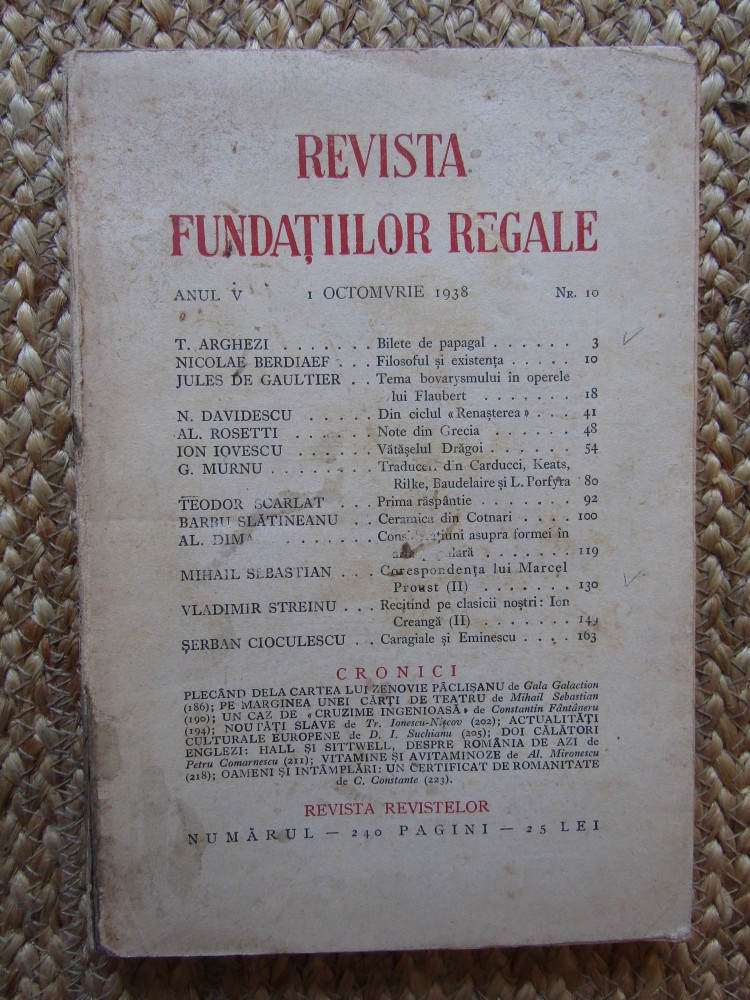 REVISTA
FUNDAȚIILOR REGALE
ANUL V 1 OCTOMVRIE 1938 NR. 10
T. ARGHEZI . . . . . . . Bilete de papagal . . . . . . 3
NICOLAE BERDIAEF . . . Filosoful și existența . . . . . 10
JULES DE GAULTIER . . Tema bovarysmului în operele
lui Flaubert . . . . . . . 18
N. DAVIDESCU . . . . . Din ciclul «Renașterea» . . . 41
AL. ROSETTI . . . . . . Note din Grecia . . . . . . 48
ION IOVESCU . . . . . . Vătășelul Drăgoi . . . . . . 54
G. MURNU . . . . . . . . Traduceri din Carducci, Keats,
Rilke, Baudelaire și L. Porfyra 80
TEODOR SCARLAT . . . Prima răspântie . . . . . . 92
BARBU SLĂTINEANU . . Ceramica din Cotnari . . . . 100
AL. DIMA . . . . . . . asupra formei în
. . . . . . . 119
MIHAIL SEBASTIAN . . . Corespondența lui Marcel
Proust (II) . . . . . . . 130
VLADIMIR STREINU . . . Recitind pe clasicii noștri: Ion
Creangă (II) . . . . . . . 149
ȘERBAN CIOCULESCU . . Caragiale și Eminescu . . . . 163
CRONICI
PLECÂND DELA CARTEA LUI ZENOVIE PÂCLIȘANU de Gala Galaction
(186); PE MARGINEA UNEI CĂRȚI DE TEATRU de Mihail Sebastian
(190); UN CAZ DE «CRUZIME INGENIOASĂ» de Constantin Fântâneru
(194); NOUTĂȚI SLAVE de Tr. Ionescu-Nișcov (202); ACTUALITĂȚI
CULTURALE EUROPENE de D. I. Suchianu (205); DOI CĂLĂTORI
ENGLEZI: HALL ȘI SITTWELL, DESPRE ROMÂNIA DE AZI de
Petru Comarnescu (211); VITAMINE ȘI AVITAMINOZE de Al. Mironescu
(218); OAMENI ȘI INTÂMPLĂRI: UN CERTIFICAT DE ROMANITATE
de C. Constante (223).
REVISTA REVISTELOR
NUMĂRUL — 240 PAGINI — 25 LEI